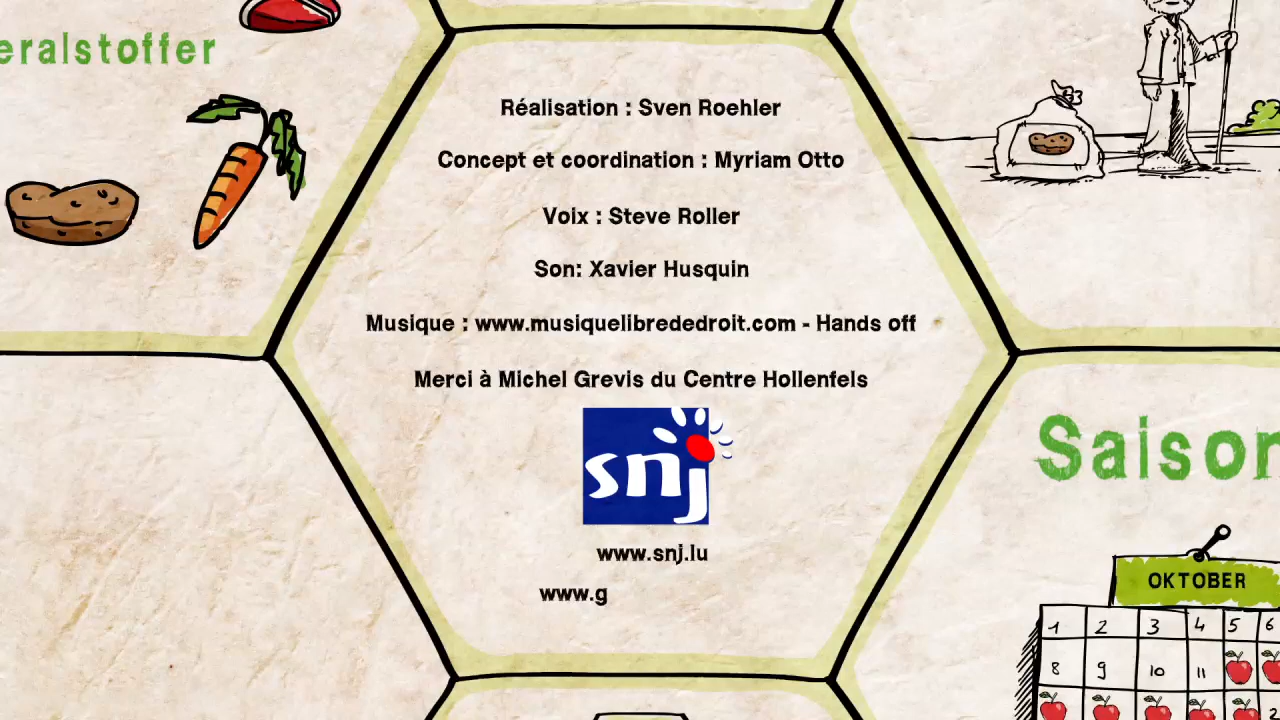 eralstoffer
Réalisation : Sven Roehler
Concept et coordination : Myriam Otto
Voix : Steve Roller
Son: Xavier Husquin
Musique : www.musiquelibrededroit.com - Hands off
Merci à Michel Grevis du Centre Hollenfels
snj
www.snj.lu
www.g
Saison
OKTOBER
1 2 3 4 5 6
8 9 10 11
2